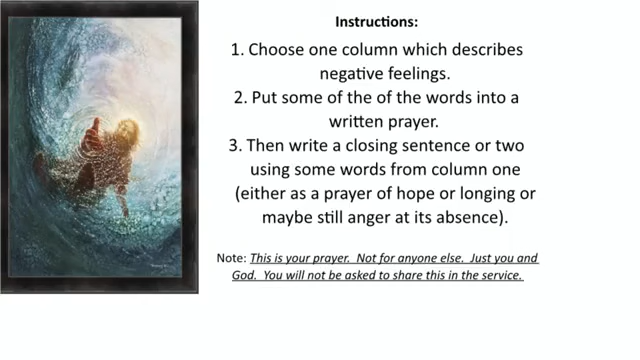 Instructions:
1. Choose one column which describes
negative feelings.
2. Put some of the of the words into a
written prayer.
3. Then write a closing sentence or two
using some words from column one
(either as a prayer of hope or longing or
maybe still anger at its absence).
Note: This is your prayer.  Not for anyone else.  Just you and
God.  You will not be asked to share this in the service.